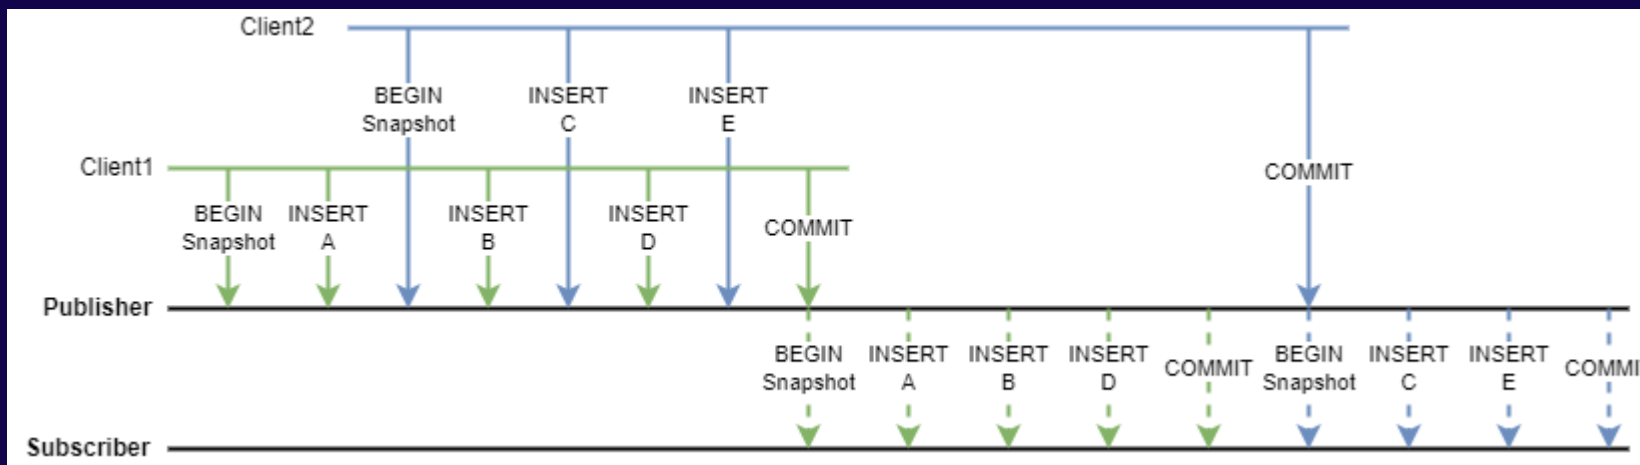 Client2
BEGIN
Snapshot
INSERT
C
INSERT
E
COMMIT
Client1
BEGIN
Snapshot
INSERT
A
INSERT
B
INSERT
D
COMMIT
Publisher
BEGIN
Snapshot
INSERT
A
INSERT
B
INSERT
D
COMMIT
BEGIN
Snapshot
INSERT
C
INSERT
E
COMMI
Subscriber